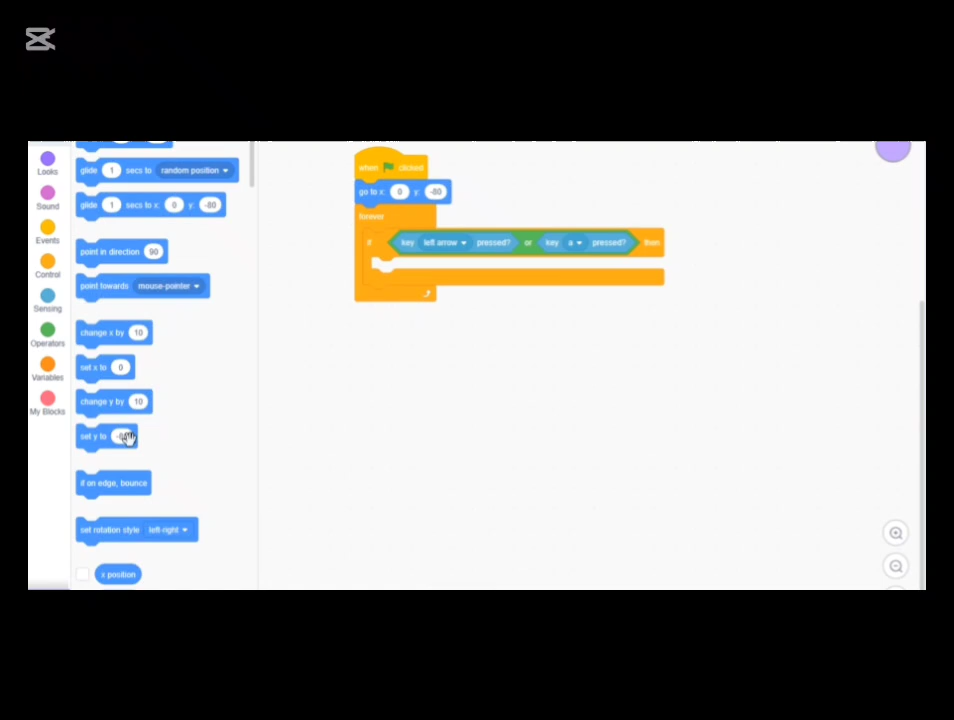 Looks
Sound
Events
Control
Sensing
Operators
Variables
My Blocks
glide 1 secs to random position
glide 1 secs to x: 0 y: -80
point in direction 90
point towards mouse-pointer
change x by 10
set x to 0
change y by 10
set y to
if on edge, bounce
set rotation style left-right
x position
when clicked
go to x: 0 y: -80
forever
if key left arrow pressed? or key a pressed? then